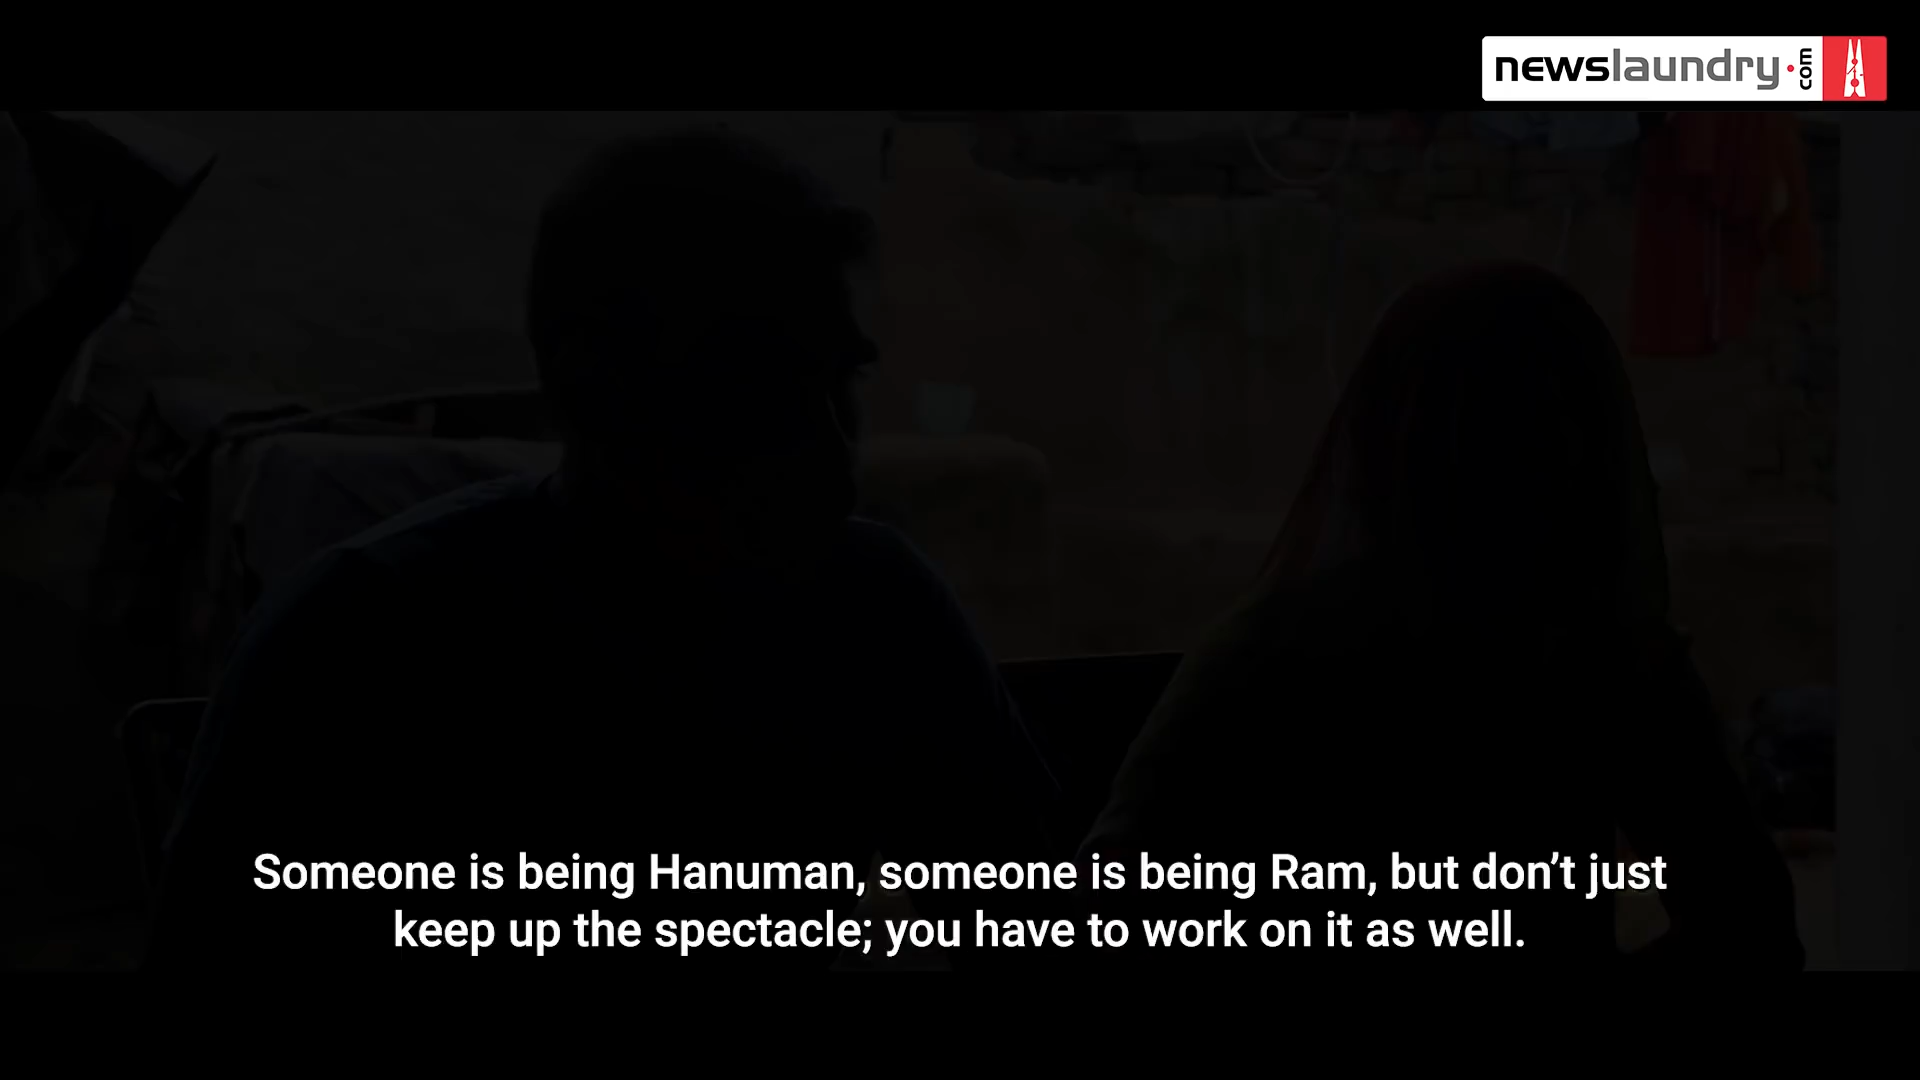 newslaundry.com
Someone is being Hanuman, someone is being Ram, but don’t just
keep up the spectacle; you have to work on it as well.